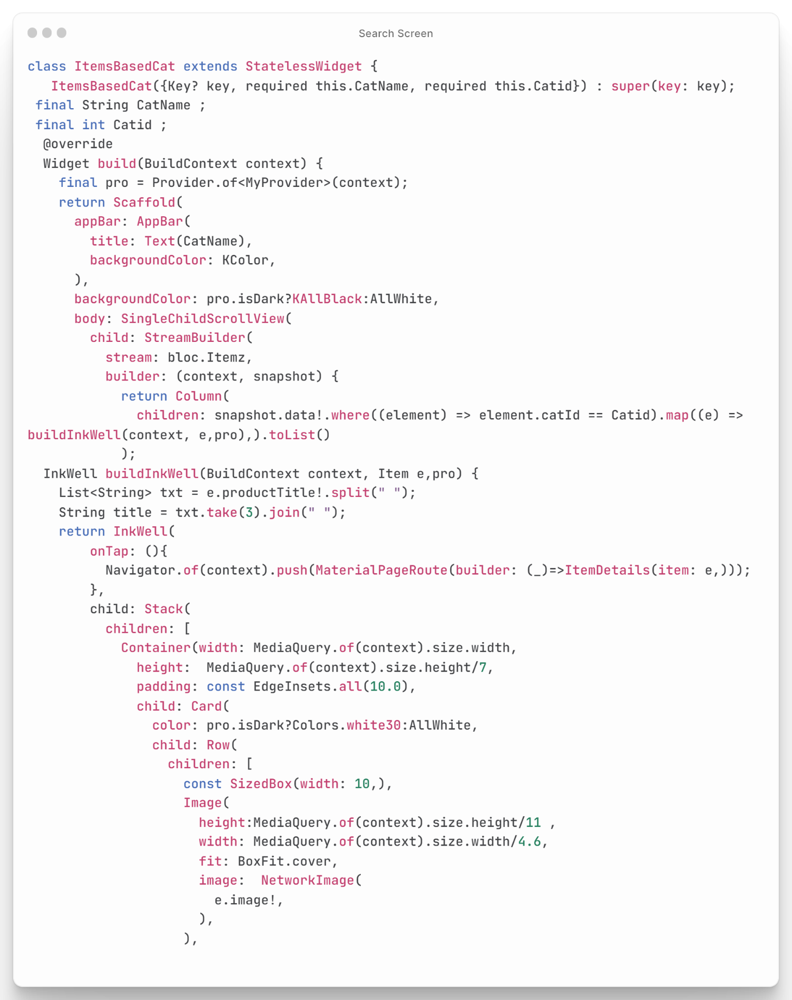 Search Screen
class ItemsBasedCat extends StatelessWidget {
   ItemsBasedCat({Key? key, required this.CatName, required this.Catid}) : super(key: key);
 final String CatName ;
 final int Catid ;
  @override
  Widget build(BuildContext context) {
    final pro = Provider.of<MyProvider>(context);
    return Scaffold(
      appBar: AppBar(
        title: Text(CatName),
        backgroundColor: KColor,
      ),
      backgroundColor: pro.isDark?KAllBlack:AllWhite,
      body: SingleChildScrollView(
        child: StreamBuilder(
          stream: bloc.Itemz,
          builder: (context, snapshot) {
            return Column(
              children: snapshot.data!.where((element) => element.catId == Catid).map((e) =>
buildInkWell(context, e,pro),).toList()
            );
  InkWell buildInkWell(BuildContext context, Item e,pro) {
    List<String> txt = e.productTitle!.split(" ");
    String title = txt.take(3).join(" ");
    return InkWell(
        onTap: (){
          Navigator.of(context).push(MaterialPageRoute(builder: (_)=>ItemDetails(item: e,)));
        },
        child: Stack(
          children: [
            Container(width: MediaQuery.of(context).size.width,
              height:  MediaQuery.of(context).size.height/7,
              padding: const EdgeInsets.all(10.0),
              child: Card(
                color: pro.isDark?Colors.white30:AllWhite,
                child: Row(
                  children: [
                    const SizedBox(width: 10,),
                    Image(
                      height:MediaQuery.of(context).size.height/11 ,
                      width: MediaQuery.of(context).size.width/4.6,
                      fit: BoxFit.cover,
                      image:  NetworkImage(
                        e.image!,
                      ),
                    ),